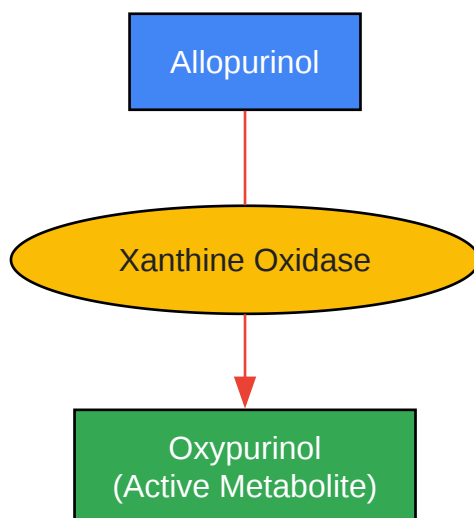 Allopurinol
Xanthine Oxidase
Oxypurinol
(Active Metabolite)